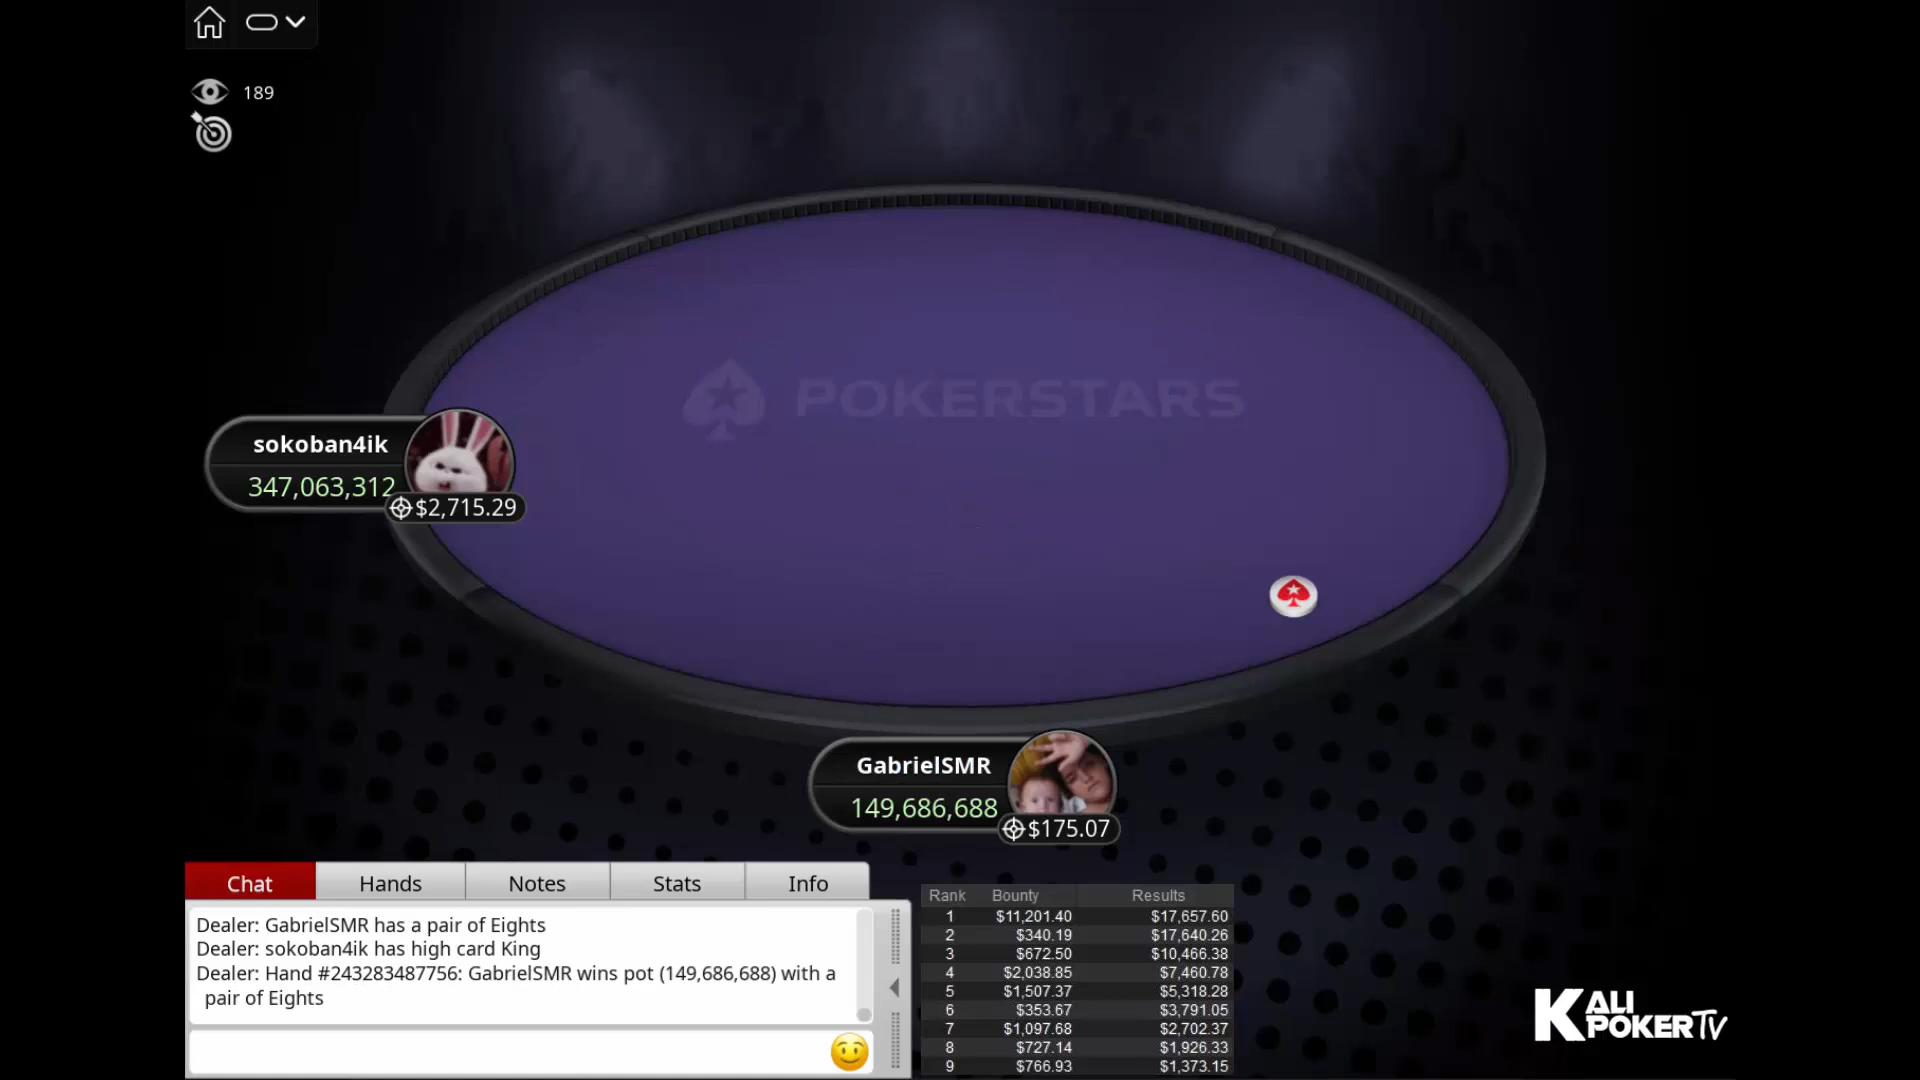 189
POKERSTARS
sokoban4ik
347,063,312
$2,715.29
GabrielSMR
149,686,688
$175.07
Chat Hands Notes Stats Info
Dealer: GabrielSMR has a pair of Eights
Dealer: sokoban4ik has high card King
Dealer: Hand #243283487756: GabrielSMR wins pot (149,686,688) with a
pair of Eights
Rank Bounty Results
1 $11,201.40 $17,657.60
2 $340.19 $17,640.26
3 $672.50 $10,466.38
4 $2,038.85 $7,460.78
5 $1,507.37 $5,318.28
6 $353.67 $3,791.05
7 $1,097.68 $2,702.37
8 $727.14 $1,926.33
9 $766.93 $1,373.15
KALI
POKERTV